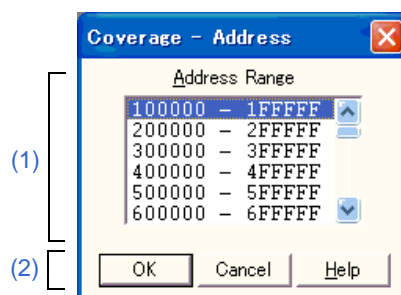 Coverage - Address
Address Range
100000 - 1FFFFF
200000 - 2FFFFF
300000 - 3FFFFF
400000 - 4FFFFF
500000 - 5FFFFF
600000 - 6FFFFF
(1)
(2)
OK Cancel Help